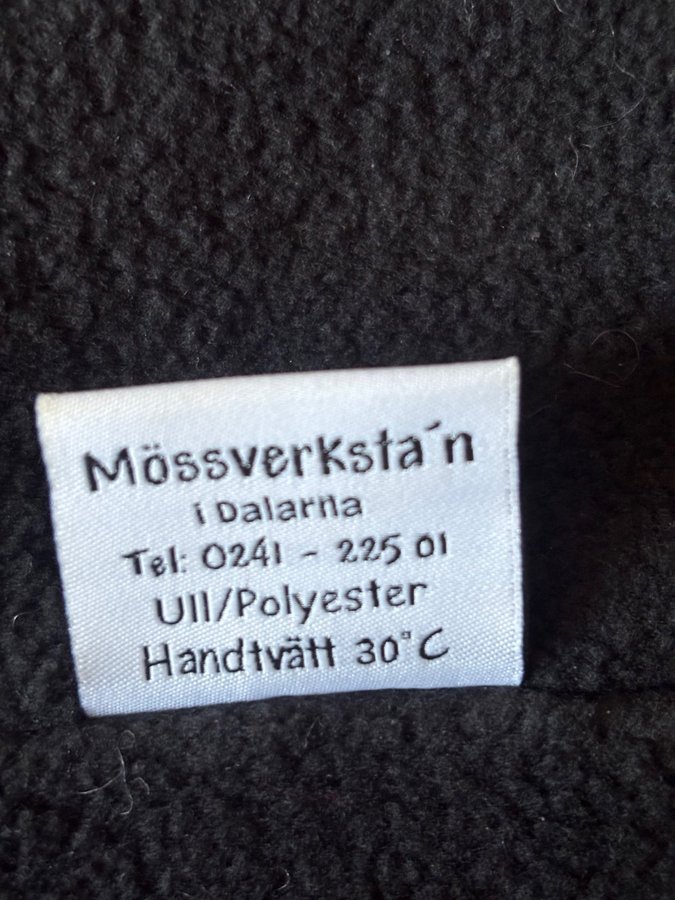 Mössverksta´n
i Dalarna
Tel: 0241 - 225 01
Ull/Polyester
Handtvätt 30°C